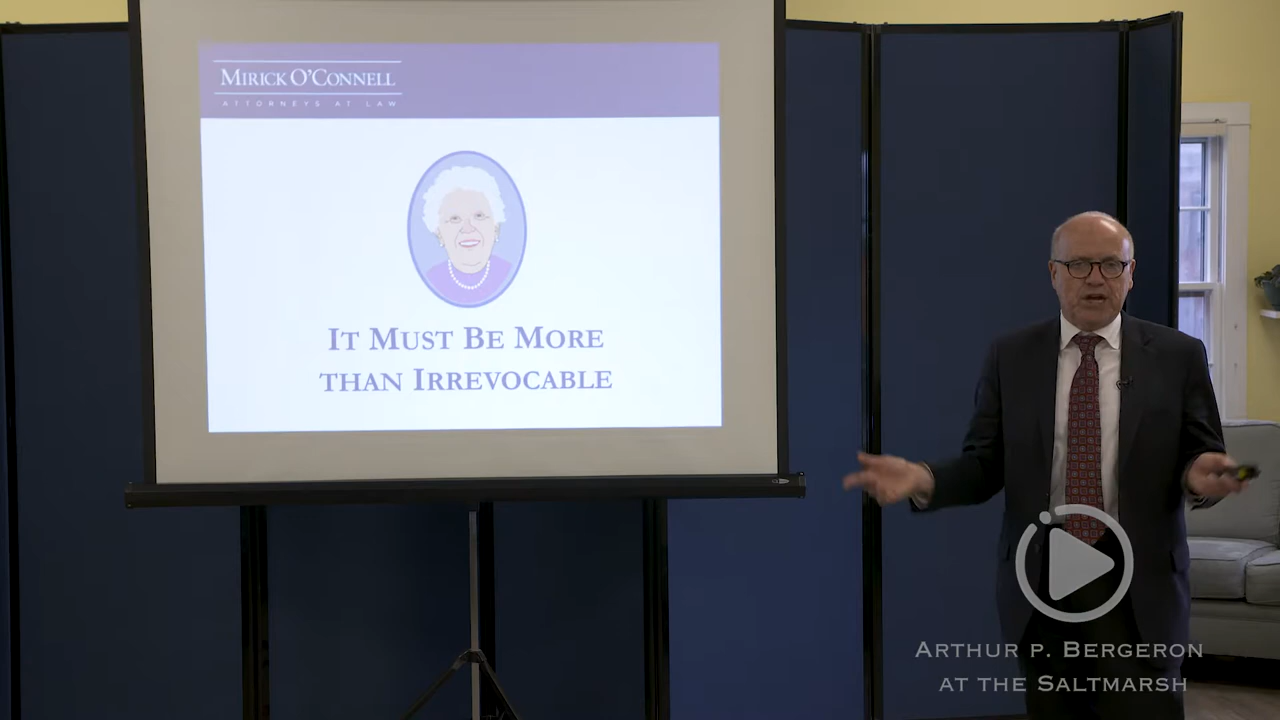 MIRICK O'CONNELL
ATTORNEYS AT LAW
IT MUST BE MORE
THAN IRREVOCABLE
ARTHUR P. BERGERON
AT THE SALTMARSH